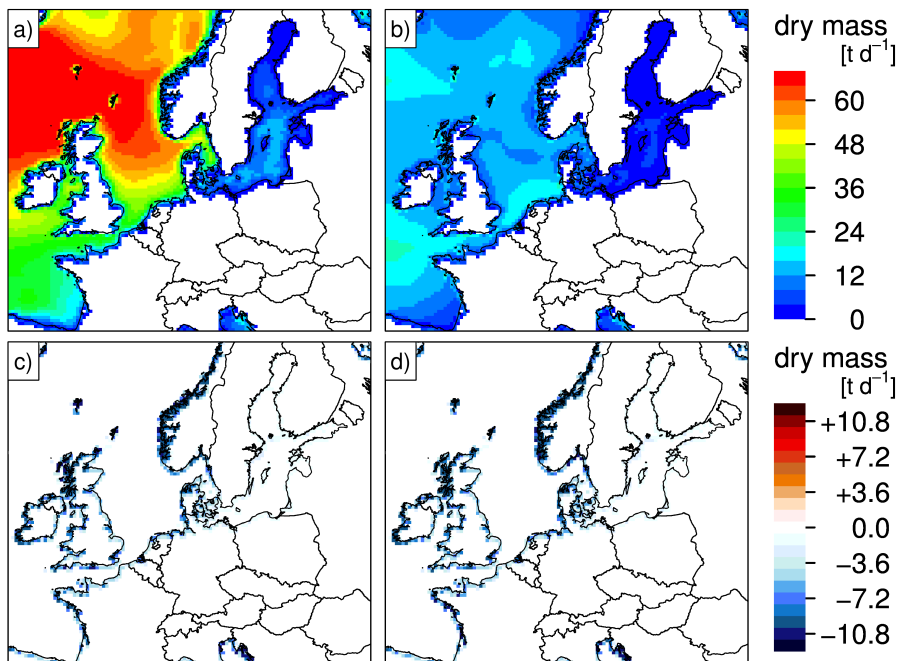 a)
b)
dry mass
[t d⁻¹]
60
48
36
24
12
0
c)
d)
dry mass
[t d⁻¹]
+10.8
+7.2
+3.6
0.0
−3.6
−7.2
−10.8